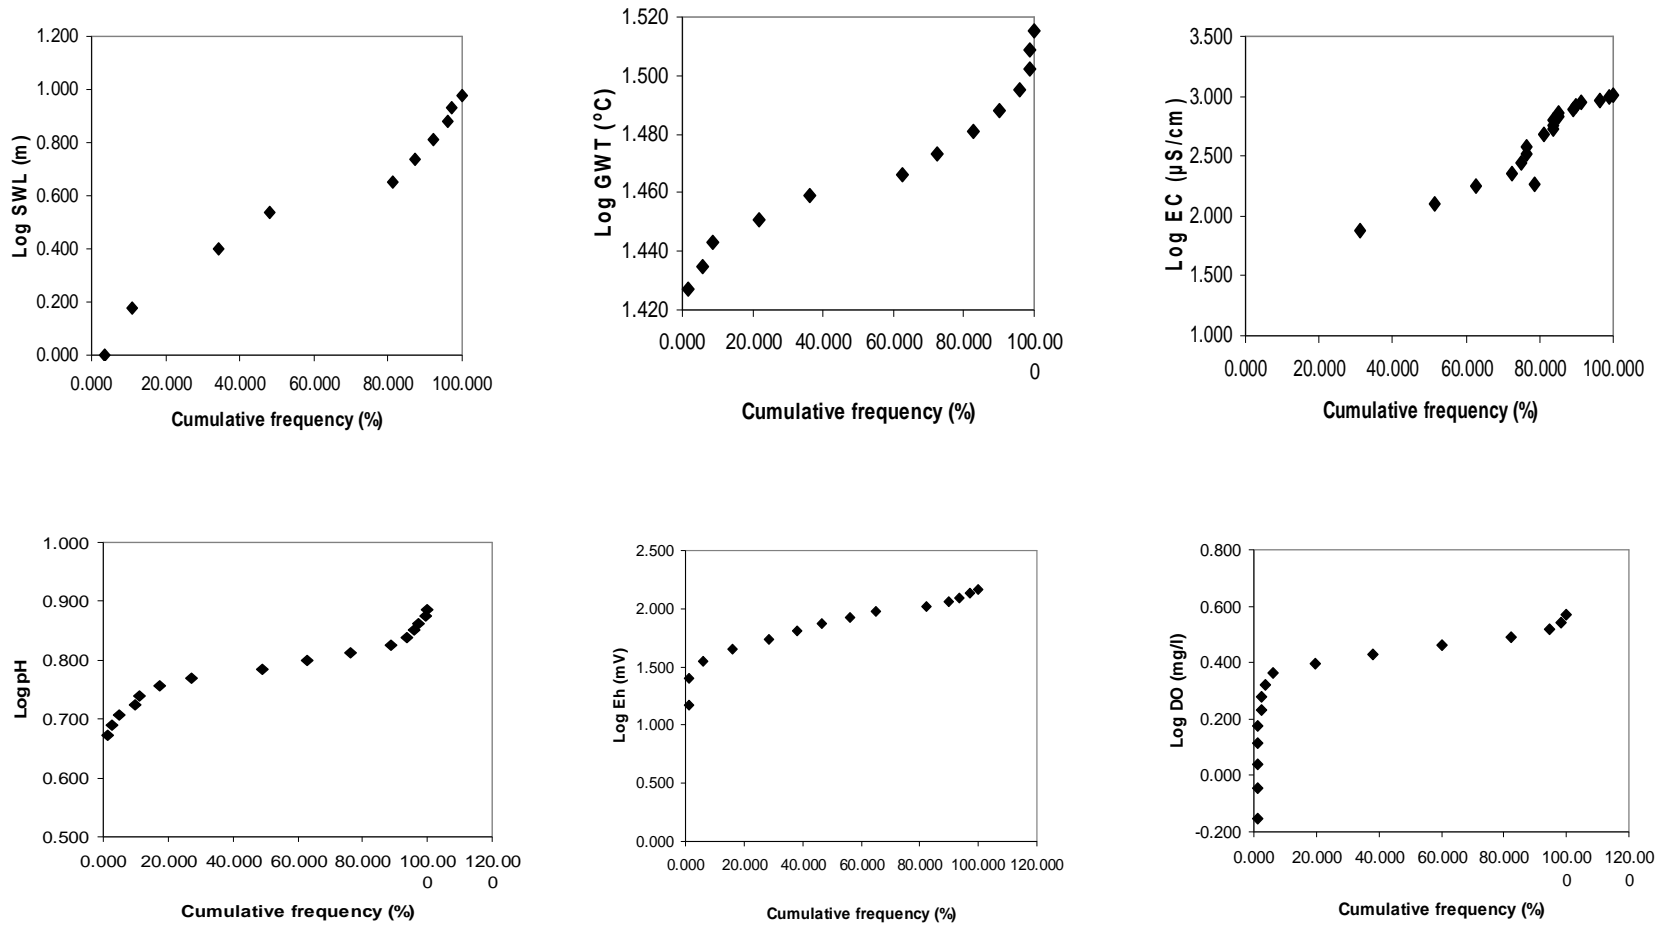 1.200
1.000
0.800
0.600
0.400
0.200
0.000
Log SWL (m)
0.000 20.000 40.000 60.000 80.000 100.000
Cumulative frequency (%)
1.520
1.500
1.480
1.460
1.440
1.420
Log GWT (°C)
0.000 20.000 40.000 60.000 80.000 100.00
0
Cumulative frequency (%)
3.500
3.000
2.500
2.000
1.500
1.000
Log EC (µS/cm)
0.000 20.000 40.000 60.000 80.000 100.000
Cumulative frequency (%)
1.000
0.900
0.800
0.700
0.600
0.500
Log pH
0.000 20.000 40.000 60.000 80.000 100.00 120.00
0 0
Cumulative frequency (%)
2.500
2.000
1.500
1.000
0.500
0.000
Log Eh (mV)
0.000 20.000 40.000 60.000 80.000 100.000 120.000
Cumulative frequency (%)
0.800
0.600
0.400
0.200
0.000
-0.200
Log DO (mg/l)
0.000 20.000 40.000 60.000 80.000 100.00 120.00
0 0
Cumulative frequency (%)